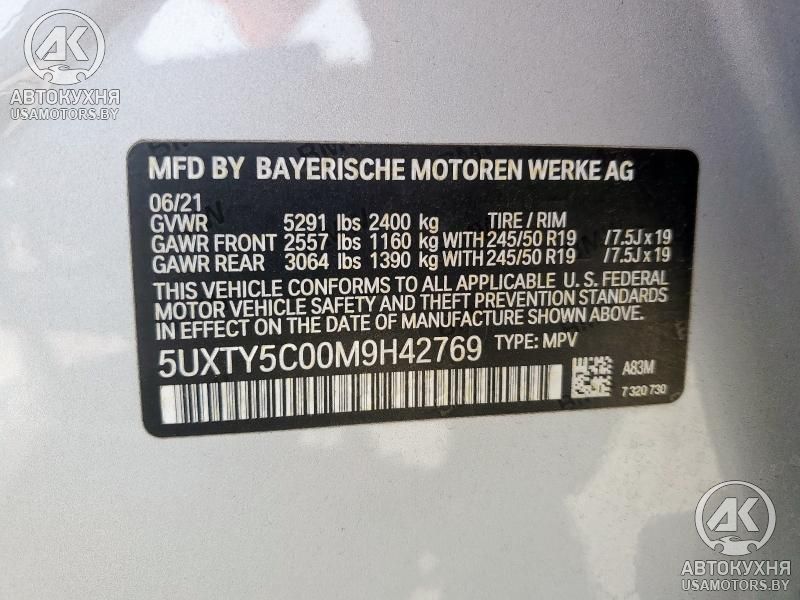 АК
АВТОКУХНЯ
USAMOTORS.BY
MFD BY BAYERISCHE MOTOREN WERKE AG
06/21
GVWR 5291 lbs 2400 kg TIRE / RIM
GAWR FRONT 2557 lbs 1160 kg WITH 245/50 R19 /7.5J x 19
GAWR REAR 3064 lbs 1390 kg WITH 245/50 R19 /7.5J x 19
THIS VEHICLE CONFORMS TO ALL APPLICABLE U. S. FEDERAL
MOTOR VEHICLE SAFETY AND THEFT PREVENTION STANDARDS
IN EFFECT ON THE DATE OF MANUFACTURE SHOWN ABOVE.
5UXTY5C00M9H42769 TYPE: MPV
A83M
7 320 730
АК
АВТОКУХНЯ
USAMOTORS.BY